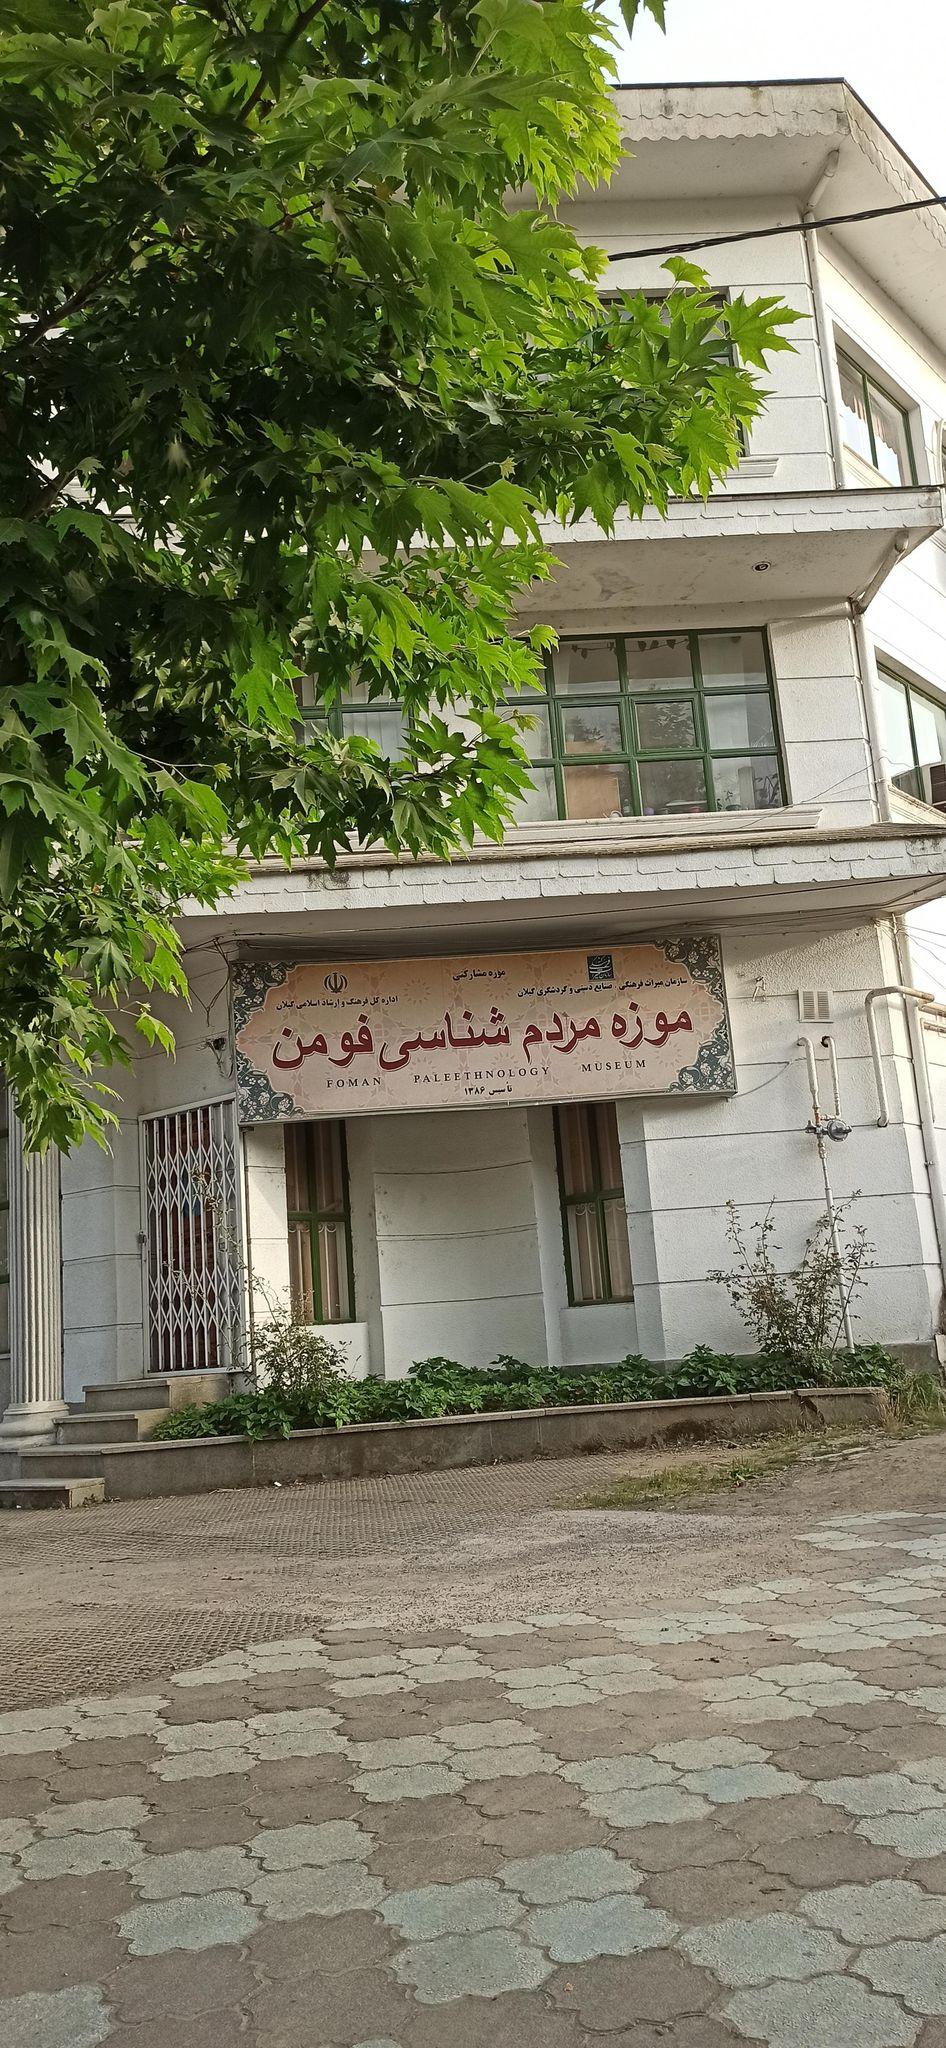 موزه مشارکتی
سازمان میراث فرهنگی ، صنایع دستی و گردشگری گیلان
اداره کل فرهنگ و ارشاد اسلامی گیلان
موزه مردم شناسی فومن
FOMAN PALEETHNOLOGY MUSEUM
تأسیس ۱۳۸۶